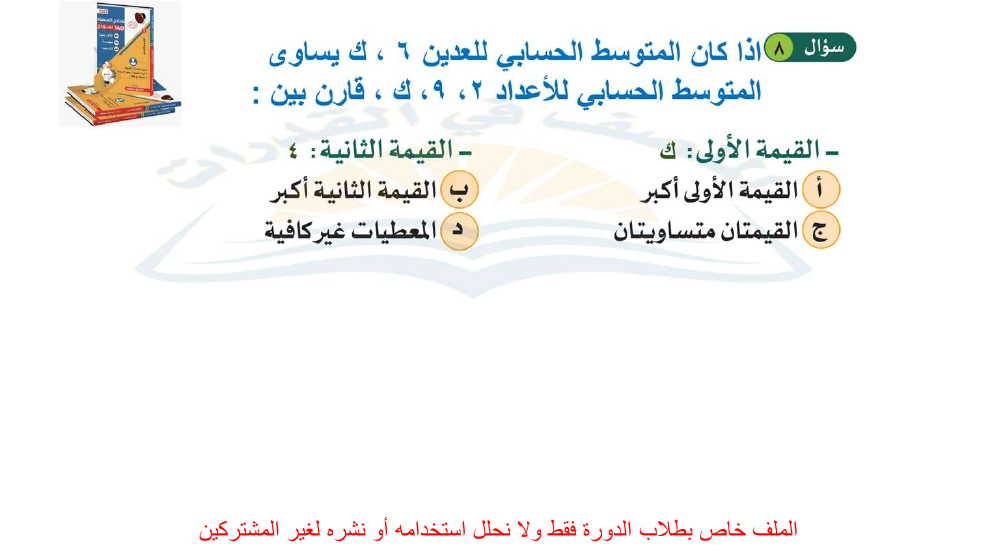 سؤال ٨
اذا كان المتوسط الحسابي للعدين ٦ ، ك يساوى
المتوسط الحسابي للأعداد ٢ ، ٩، ك ، قارن بين :
– القيمة الأولى: ك
– القيمة الثانية: ٤
أ القيمة الأولى أكبر
ب القيمة الثانية أكبر
ج القيمتان متساويتان
د المعطيات غير كافية
الملف خاص بطلاب الدورة فقط ولا نحلل استخدامه أو نشره لغير المشتركين